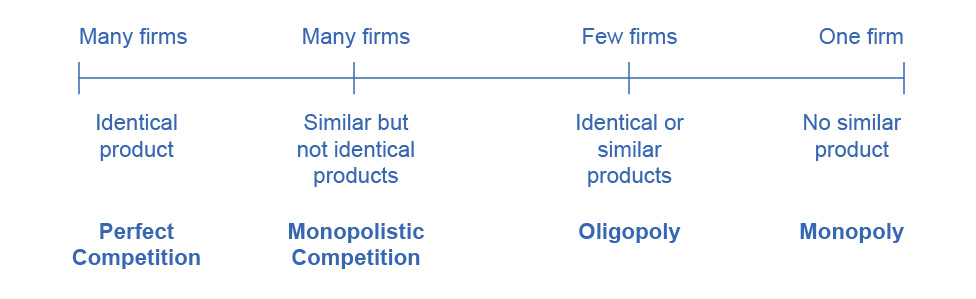 Many firms
Many firms
Few firms
One firm
Identical
product
Similar but
not identical
products
Identical or
similar
products
No similar
product
Perfect
Competition
Monopolistic
Competition
Oligopoly
Monopoly